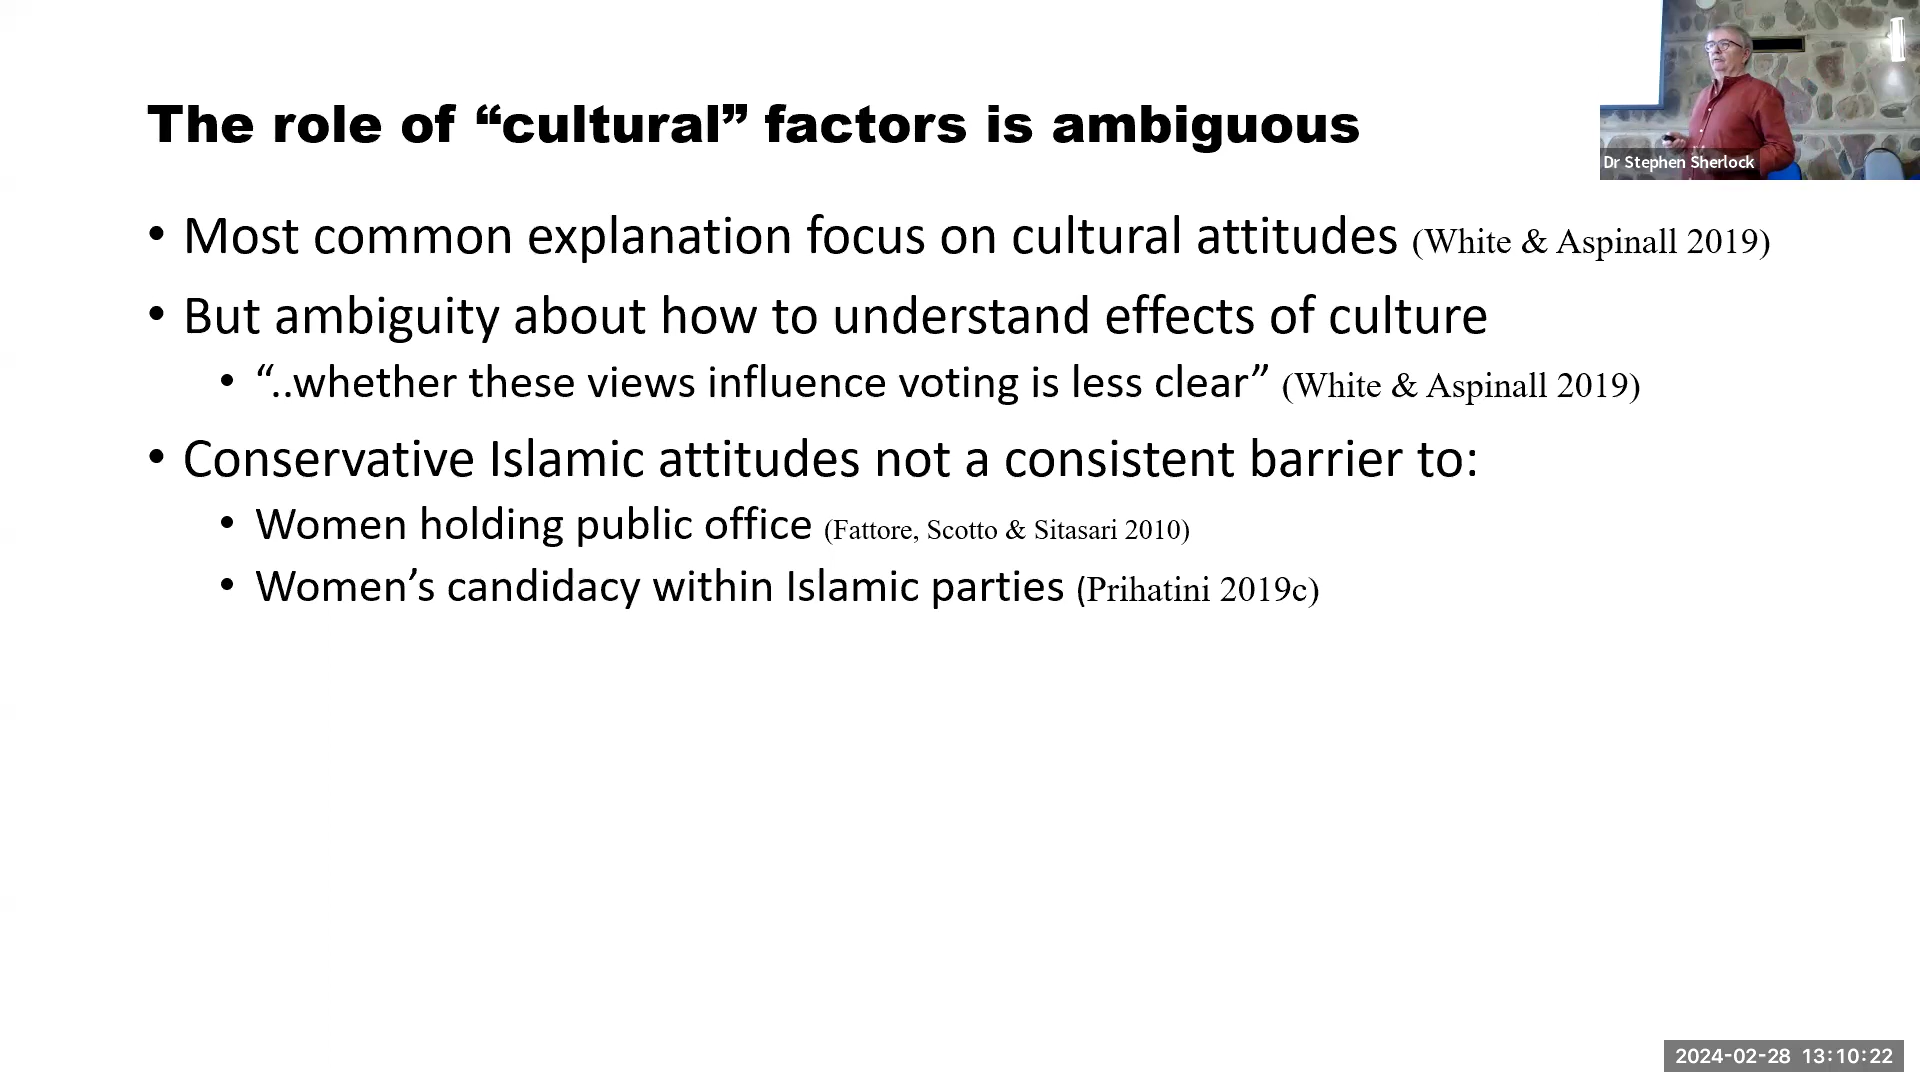 The role of “cultural” factors is ambiguous
Dr Stephen Sherlock
• Most common explanation focus on cultural attitudes (White & Aspinall 2019)
• But ambiguity about how to understand effects of culture
• “..whether these views influence voting is less clear” (White & Aspinall 2019)
• Conservative Islamic attitudes not a consistent barrier to:
• Women holding public office (Fattore, Scotto & Sitasari 2010)
• Women’s candidacy within Islamic parties (Prihatini 2019c)
2024-02-28 13:10:22